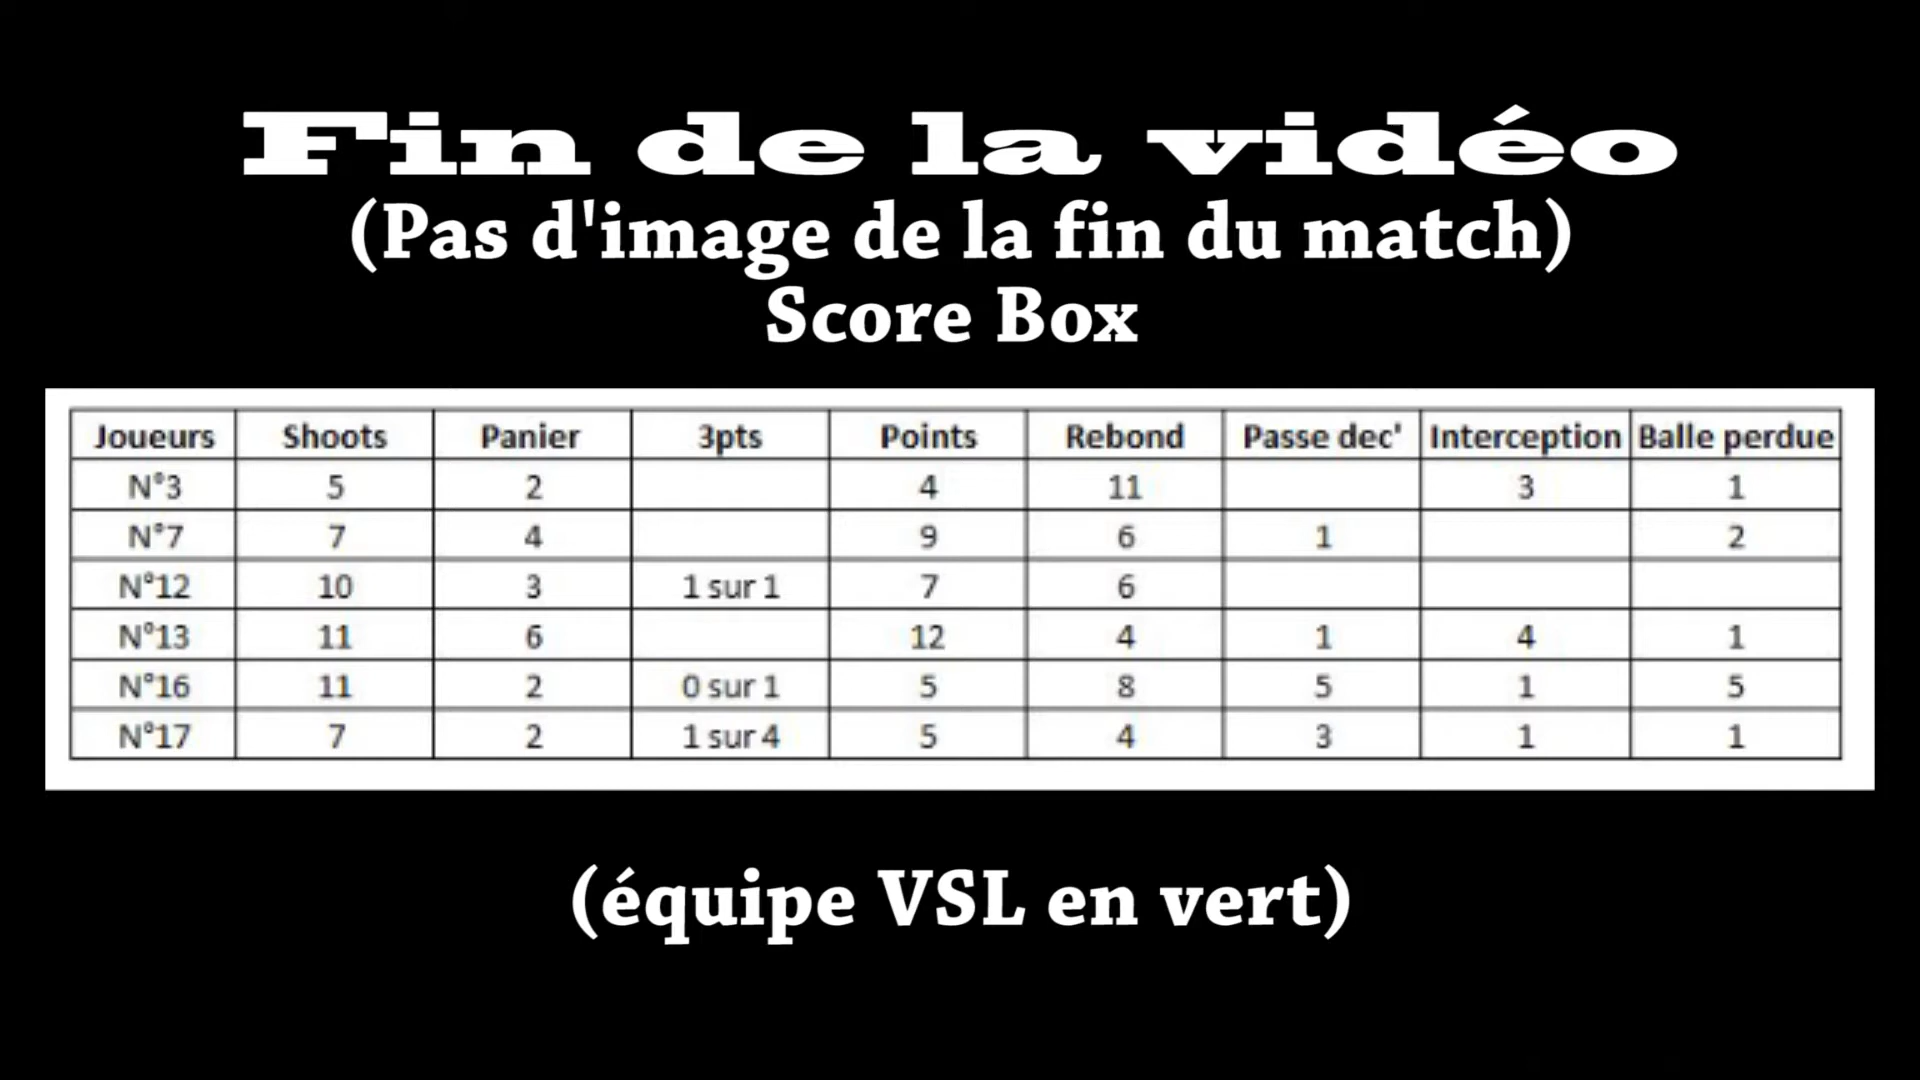 Fin de la vidéo
(Pas d'image de la fin du match)
Score Box
Joueurs Shoots Panier 3pts Points Rebond Passe dec' Interception Balle perdue
N°3 5 2 4 11 3 1
N°7 7 4 9 6 1 2
N°12 10 3 1 sur 1 7 6
N°13 11 6 12 4 1 4 1
N°16 11 2 0 sur 1 5 8 5 1 5
N°17 7 2 1 sur 4 5 4 3 1 1
(équipe VSL en vert)